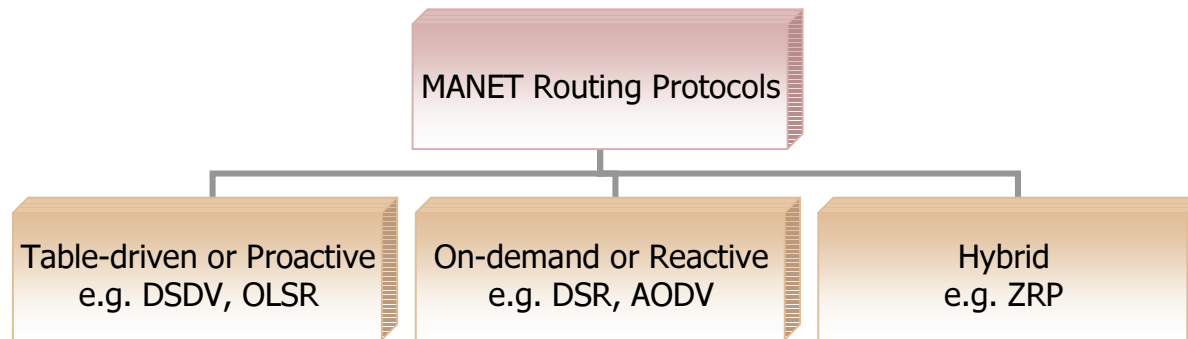 MANET Routing Protocols
Table-driven or Proactive
e.g. DSDV, OLSR
On-demand or Reactive
e.g. DSR, AODV
Hybrid
e.g. ZRP